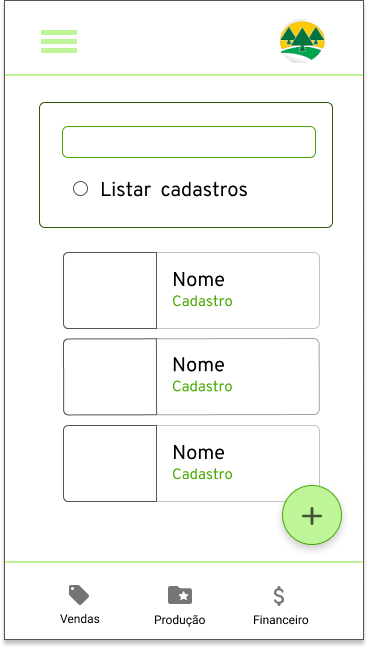 Listar cadastros
Nome
Cadastro
Nome
Cadastro
Nome
Cadastro
Vendas
Produção
Financeiro